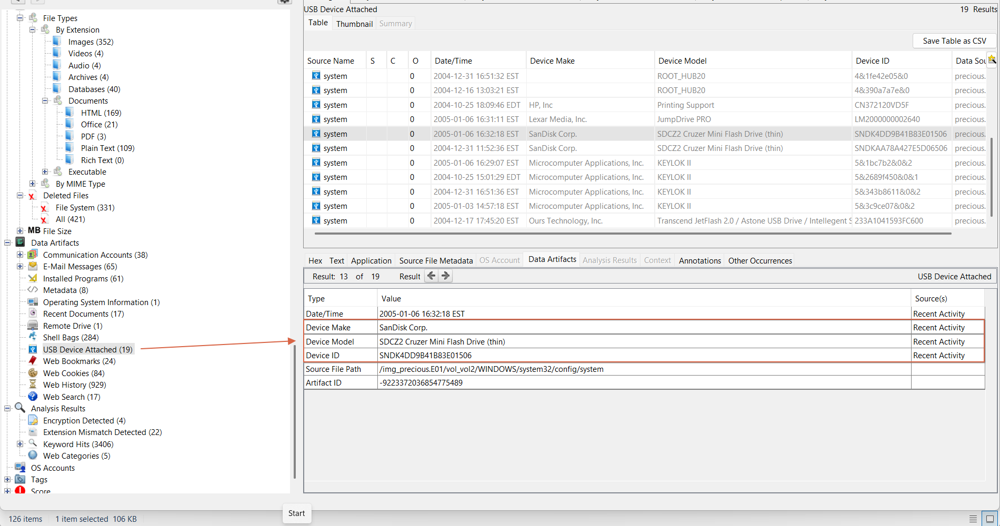 File Types
By Extension
Images (352)
Videos (4)
Audio (4)
Archives (4)
Databases (40)
Documents
HTML (169)
Office (21)
PDF (3)
Plain Text (109)
Rich Text (0)
Executable
By MIME Type
Deleted Files
File System (331)
All (421)
MB File Size
Data Artifacts
Communication Accounts (38)
E-Mail Messages (65)
Installed Programs (61)
Metadata (8)
Operating System Information (1)
Recent Documents (17)
Remote Drive (1)
Shell Bags (284)
USB Device Attached (19)
Web Bookmarks (24)
Web Cookies (84)
Web History (929)
Web Search (17)
Analysis Results
Encryption Detected (4)
Extension Mismatch Detected (22)
Keyword Hits (3406)
Web Categories (5)
OS Accounts
Tags
Score
USB Device Attached 19 Results
Table Thumbnail Summary
Save Table as CSV
Source Name S C O Date/Time Device Make Device Model Device ID Data Sou
system 0 2004-12-31 16:51:32 EST ROOT_HUB20 4&1fe42e05&0 precious.
system 0 2004-12-16 13:03:21 EST ROOT_HUB20 4&390a7a7e&0 precious.
system 0 2004-10-25 18:09:46 EDT HP, Inc Printing Support CN372120VD5F precious.
system 0 2005-01-06 16:31:11 EST Lexar Media, Inc. JumpDrive PRO LM2000000002640 precious.
system 0 2005-01-06 16:32:18 EST SanDisk Corp. SDCZ2 Cruzer Mini Flash Drive (thin) SNDK4DD9B41B83E01506 precious.
system 0 2004-12-31 11:52:36 EST SanDisk Corp. SDCZ2 Cruzer Mini Flash Drive (thin) SNDKAA78A427E5D06506 precious.
system 0 2005-01-06 16:29:07 EST Microcomputer Applications, Inc. KEYLOK II 5&1bc7b2&0&2 precious.
system 0 2004-10-25 15:01:29 EDT Microcomputer Applications, Inc. KEYLOK II 5&2689f450&0&1 precious.
system 0 2004-12-31 16:51:36 EST Microcomputer Applications, Inc. KEYLOK II 5&343b8611&0&2 precious.
system 0 2005-01-03 14:57:18 EST Microcomputer Applications, Inc. KEYLOK II 5&3c9ce07&0&2 precious.
system 0 2004-12-17 17:45:20 EST Ours Technology, Inc. Transcend JetFlash 2.0 / Astone USB Drive / Intellegent S 233A1041593FC600 precious.
Hex Text Application Source File Metadata OS Account Data Artifacts Analysis Results Context Annotations Other Occurrences
Result: 13 of 19 Result USB Device Attached
Type Value Source(s)
Date/Time 2005-01-06 16:32:18 EST Recent Activity
Device Make SanDisk Corp. Recent Activity
Device Model SDCZ2 Cruzer Mini Flash Drive (thin) Recent Activity
Device ID SNDK4DD9B41B83E01506 Recent Activity
Source File Path /img_precious.E01/vol_vol2/WINDOWS/system32/config/system
Artifact ID -9223372036854775489
Start
126 items 1 item selected 106 KB